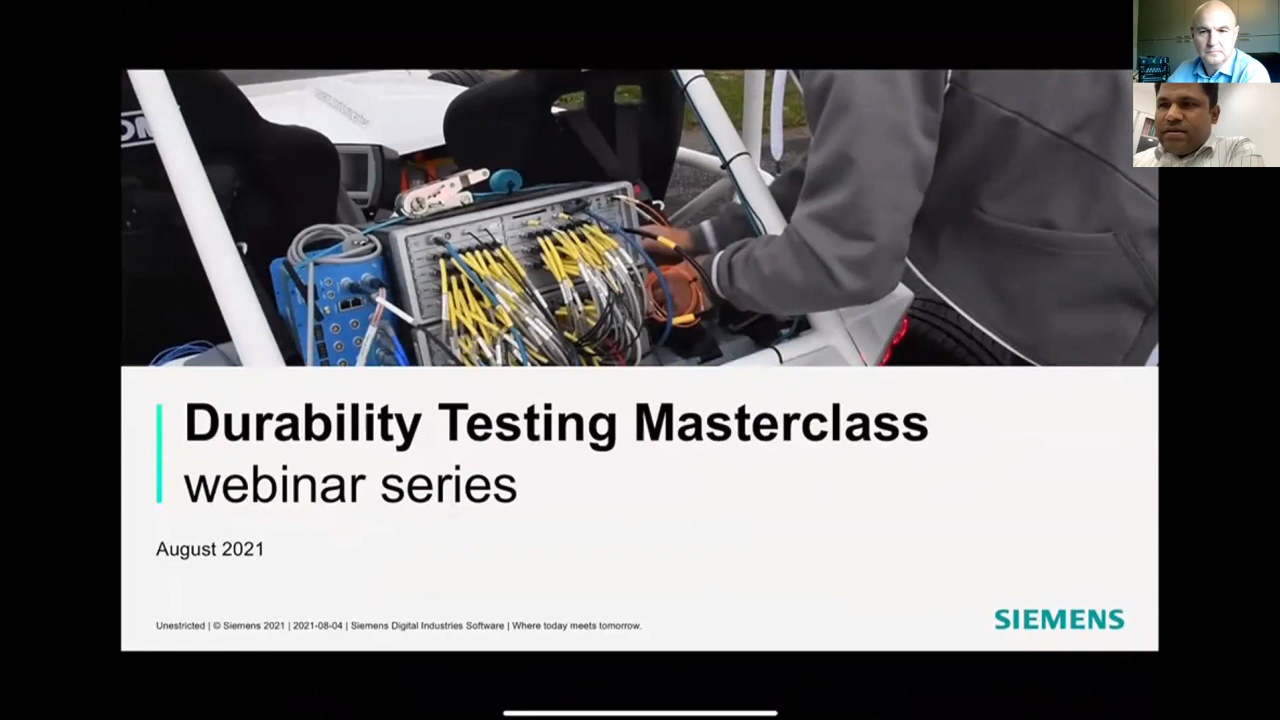 Durability Testing Masterclass
webinar series
August 2021
Unestricted | © Siemens 2021 | 2021-08-04 | Siemens Digital Industries Software | Where today meets tomorrow.
SIEMENS